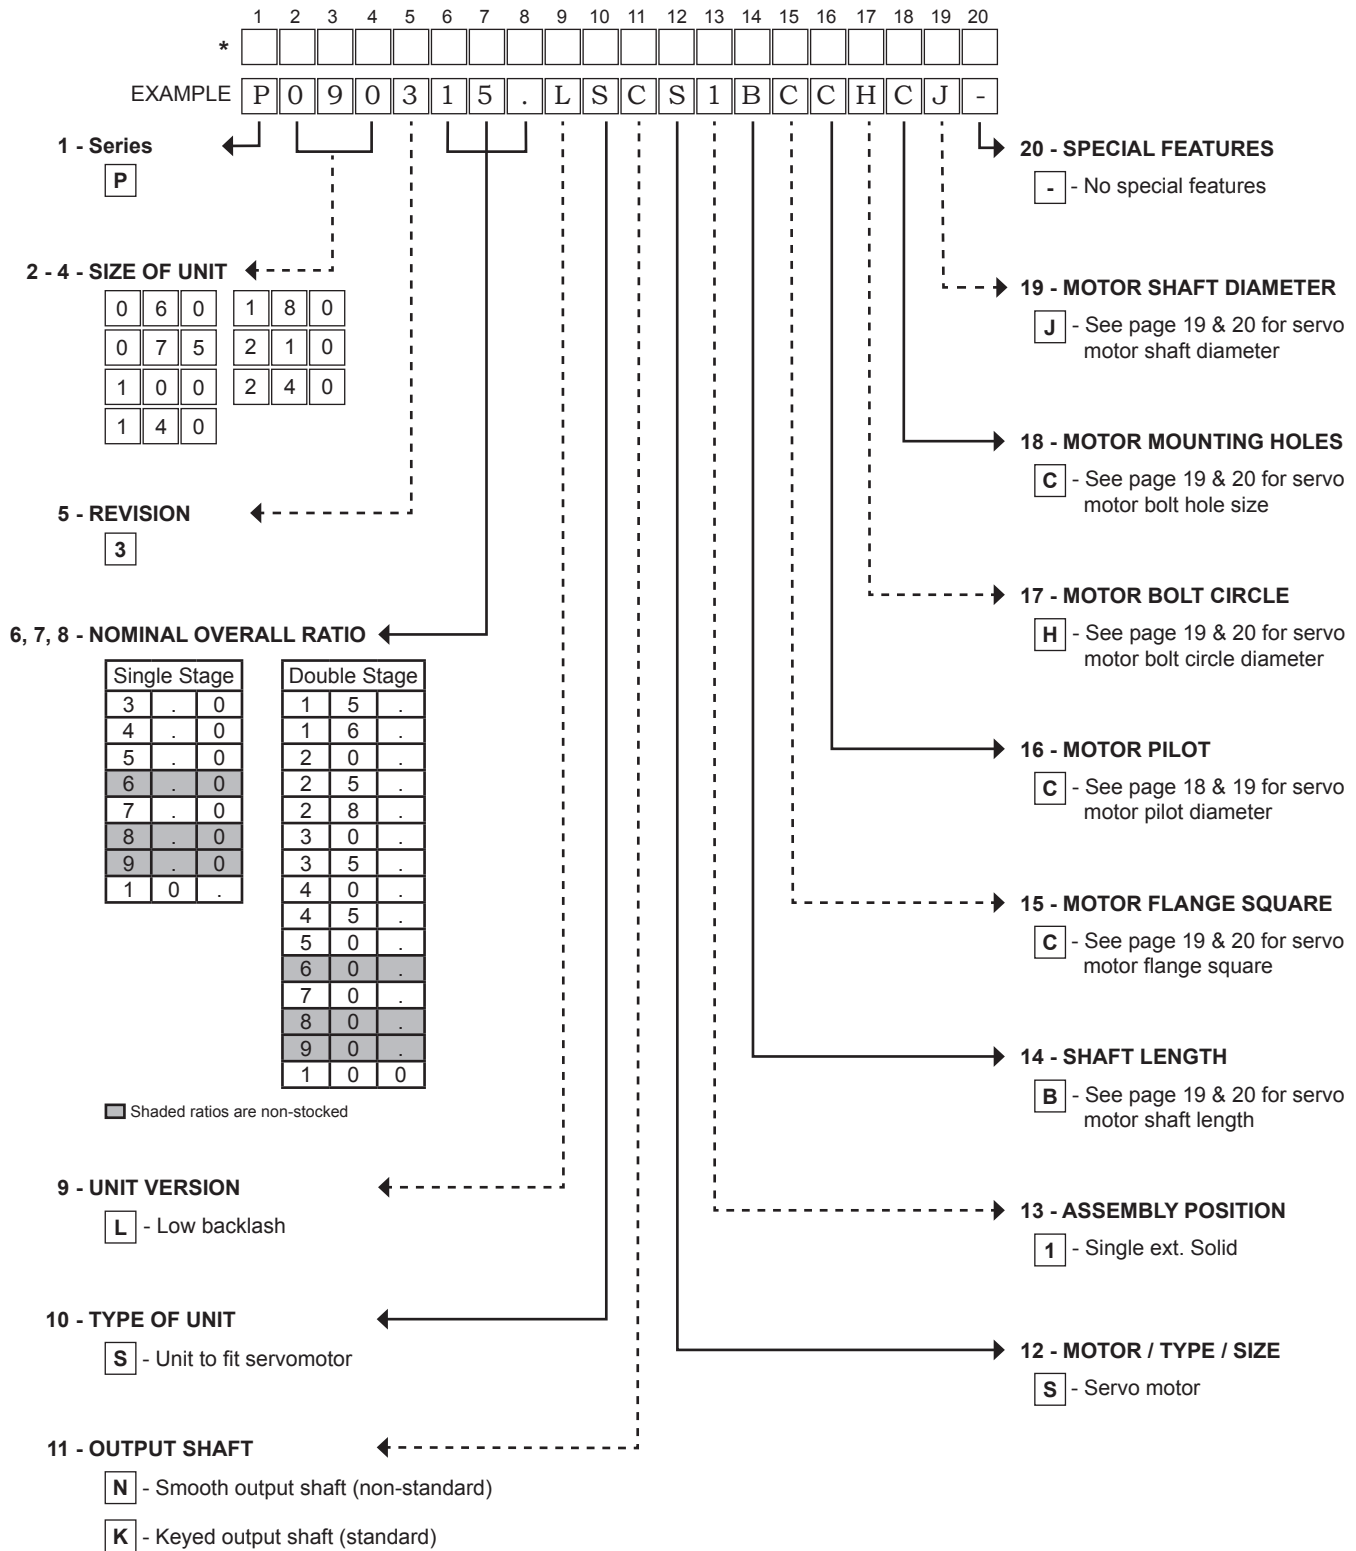 1 2 3 4 5 6 7 8 9 10 11 12 13 14 15 16 17 18 19 20
*
EXAMPLE P 0 9 0 3 1 5 . L S C S 1 B C C H C J -
1 - Series
P
2 - 4 - SIZE OF UNIT
0 6 0 1 8 0
0 7 5 2 1 0
1 0 0 2 4 0
1 4 0
5 - REVISION
3
6, 7, 8 - NOMINAL OVERALL RATIO
Single Stage
3 . 0
4 . 0
5 . 0
6 . 0
7 . 0
8 . 0
9 . 0
1 0 .
Double Stage
1 5 .
1 6 .
2 0 .
2 5 .
2 8 .
3 0 .
3 5 .
4 0 .
4 5 .
5 0 .
6 0 .
7 0 .
8 0 .
9 0 .
1 0 0
Shaded ratios are non-stocked
9 - UNIT VERSION
L - Low backlash
10 - TYPE OF UNIT
S - Unit to fit servomotor
11 - OUTPUT SHAFT
N - Smooth output shaft (non-standard)
K - Keyed output shaft (standard)
20 - SPECIAL FEATURES
- - No special features
19 - MOTOR SHAFT DIAMETER
J - See page 19 & 20 for servo
motor shaft diameter
18 - MOTOR MOUNTING HOLES
C - See page 19 & 20 for servo
motor bolt hole size
17 - MOTOR BOLT CIRCLE
H - See page 19 & 20 for servo
motor bolt circle diameter
16 - MOTOR PILOT
C - See page 18 & 19 for servo
motor pilot diameter
15 - MOTOR FLANGE SQUARE
C - See page 19 & 20 for servo
motor flange square
14 - SHAFT LENGTH
B - See page 19 & 20 for servo
motor shaft length
13 - ASSEMBLY POSITION
1 - Single ext. Solid
12 - MOTOR / TYPE / SIZE
S - Servo motor